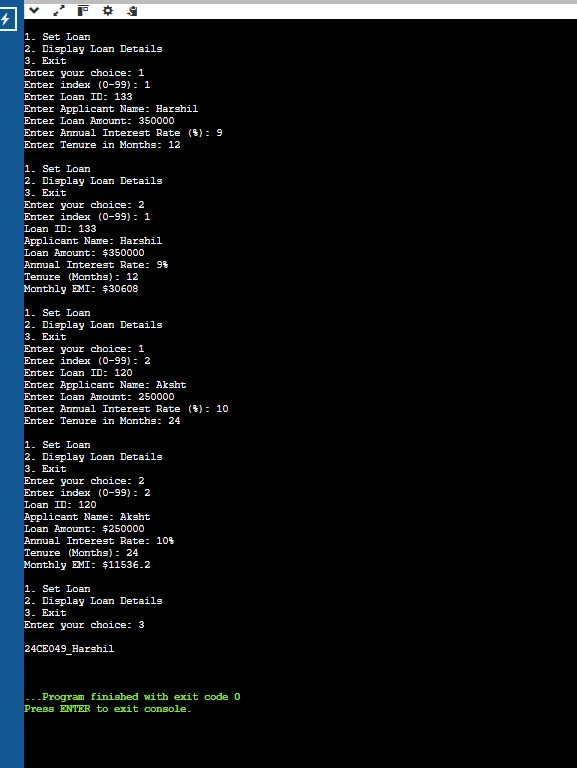 1. Set Loan
2. Display Loan Details
3. Exit
Enter your choice: 1
Enter index (0-99): 1
Enter Loan ID: 133
Enter Applicant Name: Harshil
Enter Loan Amount: 350000
Enter Annual Interest Rate (%): 9
Enter Tenure in Months: 12

1. Set Loan
2. Display Loan Details
3. Exit
Enter your choice: 2
Enter index (0-99): 1
Loan ID: 133
Applicant Name: Harshil
Loan Amount: $350000
Annual Interest Rate: 9%
Tenure (Months): 12
Monthly EMI: $30608

1. Set Loan
2. Display Loan Details
3. Exit
Enter your choice: 1
Enter index (0-99): 2
Enter Loan ID: 120
Enter Applicant Name: Aksht
Enter Loan Amount: 250000
Enter Annual Interest Rate (%): 10
Enter Tenure in Months: 24

1. Set Loan
2. Display Loan Details
3. Exit
Enter your choice: 2
Enter index (0-99): 2
Loan ID: 120
Applicant Name: Aksht
Loan Amount: $250000
Annual Interest Rate: 10%
Tenure (Months): 24
Monthly EMI: $11536.2

1. Set Loan
2. Display Loan Details
3. Exit
Enter your choice: 3

24CE049_Harshil

...Program finished with exit code 0
Press ENTER to exit console.